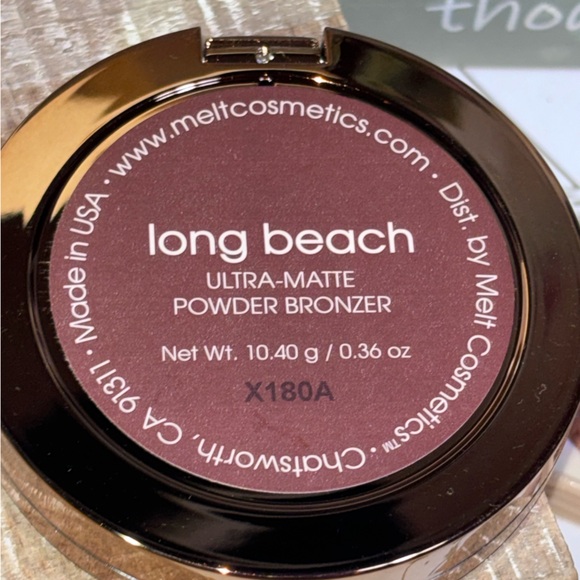 long beach
ULTRA-MATTE
POWDER BRONZER
Net Wt. 10.40 g / 0.36 oz
X180A
www.meltcosmetics.com • Dist. by Melt Cosmetics™ • Chatsworth, CA 91311 • Made in USA •